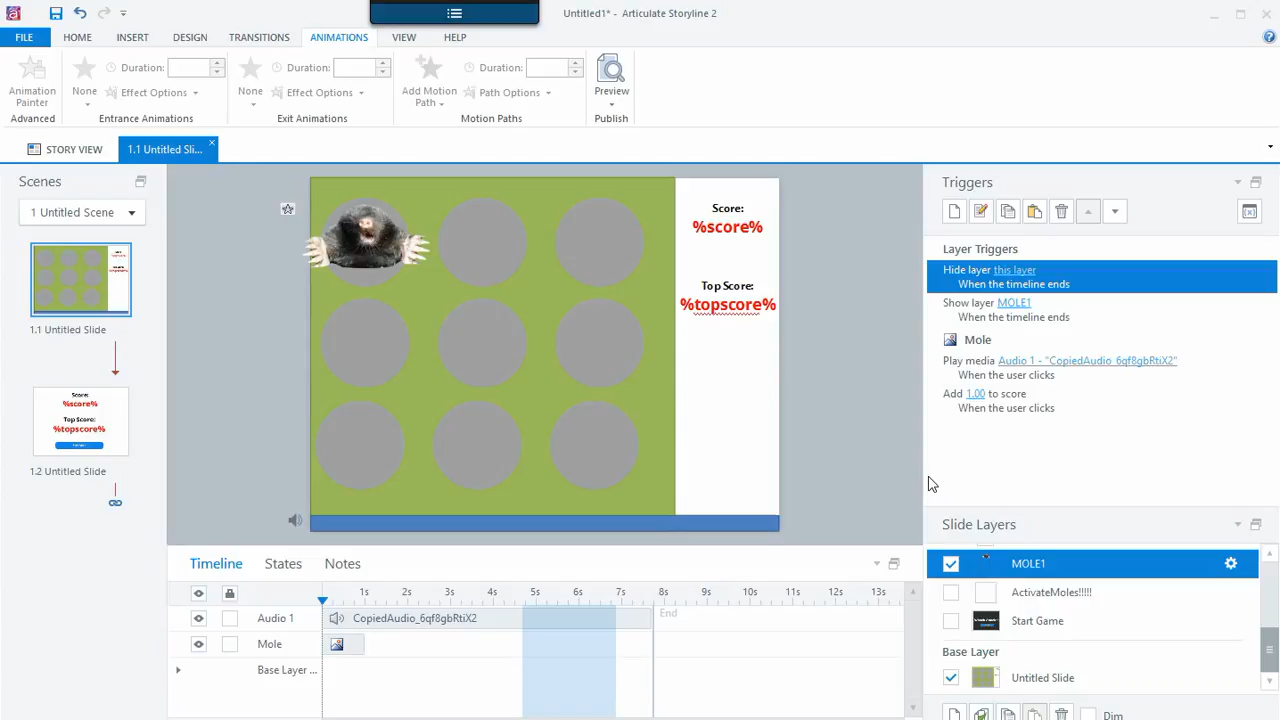 Untitled1* - Articulate Storyline 2
FILE HOME INSERT DESIGN TRANSITIONS ANIMATIONS VIEW HELP
Animation Painter
None
Duration:
Effect Options
None
Duration:
Effect Options
Add Motion Path
Duration:
Path Options
Preview
Advanced Entrance Animations Exit Animations Motion Paths Publish
STORY VIEW 1.1 Untitled Sli...
Scenes
1 Untitled Scene
1.1 Untitled Slide
Score:
%score%
Top Score:
%topscore%
1.2 Untitled Slide
Score:
%score%
Top Score:
%topscore%
Triggers
Layer Triggers
Hide layer this layer
When the timeline ends
Show layer MOLE1
When the timeline ends
Mole
Play media Audio 1 - "CopiedAudio_6qf8gbRtiX2"
When the user clicks
Add 1.00 to score
When the user clicks
Slide Layers
MOLE1
ActivateMoles!!!!!
Start Game
Base Layer
Untitled Slide
Dim
Timeline States Notes
1s 2s 3s 4s 5s 6s 7s 8s 9s 10s 11s 12s 13s
Audio 1 CopiedAudio_6qf8gbRtiX2 End
Mole
Base Layer ...